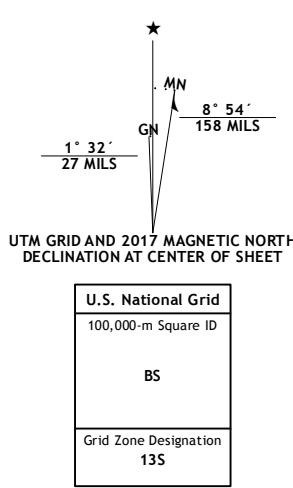 ★
MN
GN
8° 54´
158 MILS
1° 32´
27 MILS
UTM GRID AND 2017 MAGNETIC NORTH
DECLINATION AT CENTER OF SHEET
U.S. National Grid
100,000-m Square ID
BS
Grid Zone Designation
13S